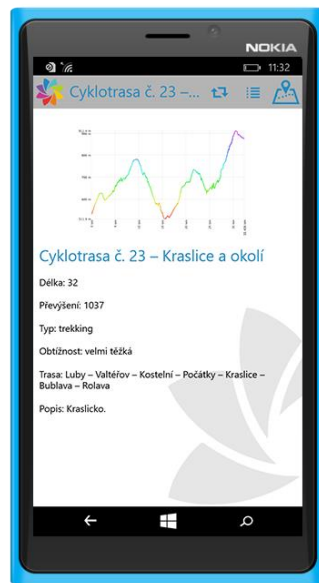 NOKIA
11:32
Cyklotrasa č. 23 –...
Cyklotrasa č. 23 – Kraslice a okolí
Délka: 32
Převýšení: 1037
Typ: trekking
Obtížnost: velmi těžká
Trasa: Luby – Valtéřov – Kostelní – Počátky – Kraslice –
Bublava – Rolava
Popis: Kraslicko.